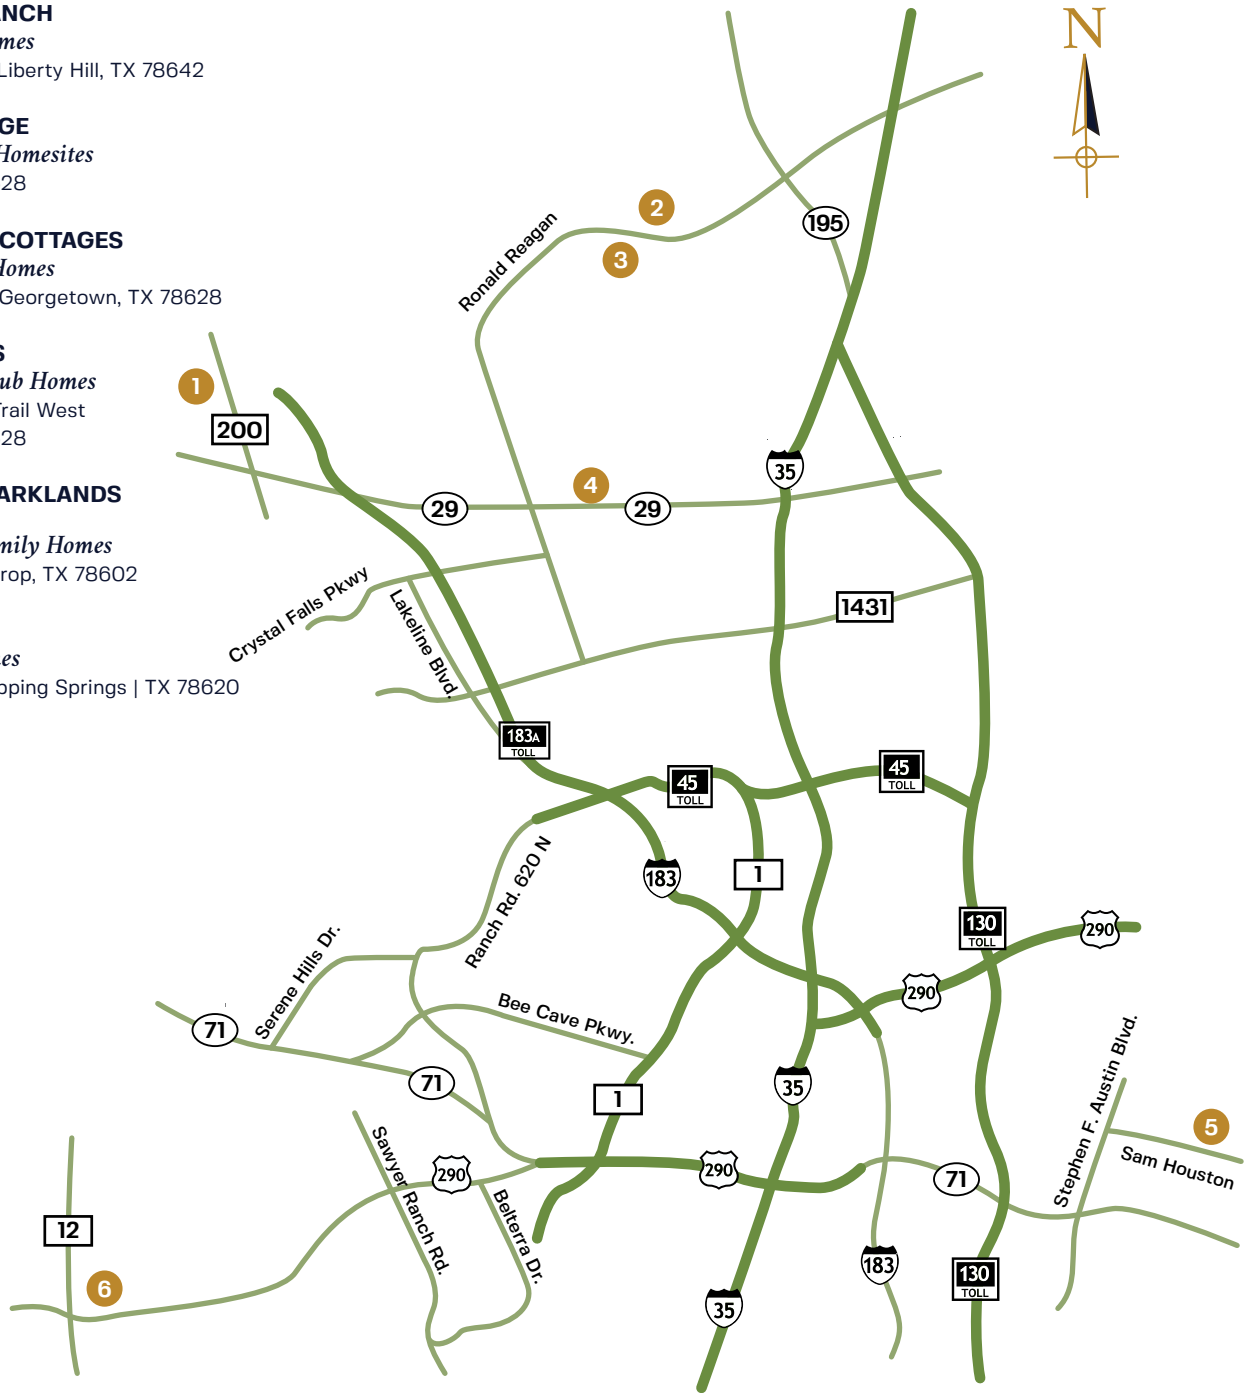 NCH
mes
Liberty Hill, TX 78642
GE
Homesites
28
COTTAGES
Homes
Georgetown, TX 78628
S
ub Homes
Trail West
28
ARKLANDS
mily Homes
rop, TX 78602
es
pping Springs | TX 78620
N
2
195
3
Ronald Reagan
1
200
35
4
29
29
Crystal Falls Pkwy
Lakeline Blvd.
1431
183A
TOLL
45
TOLL
45
TOLL
Ranch Rd. 620 N
183
1
130
TOLL
290
290
Serene Hills Dr.
Bee Cave Pkwy.
71
71
1
35
Stephen F. Austin Blvd.
5
Sam Houston
Sawyer Ranch Rd.
290
290
71
Belterra Dr.
12
6
183
130
TOLL
35